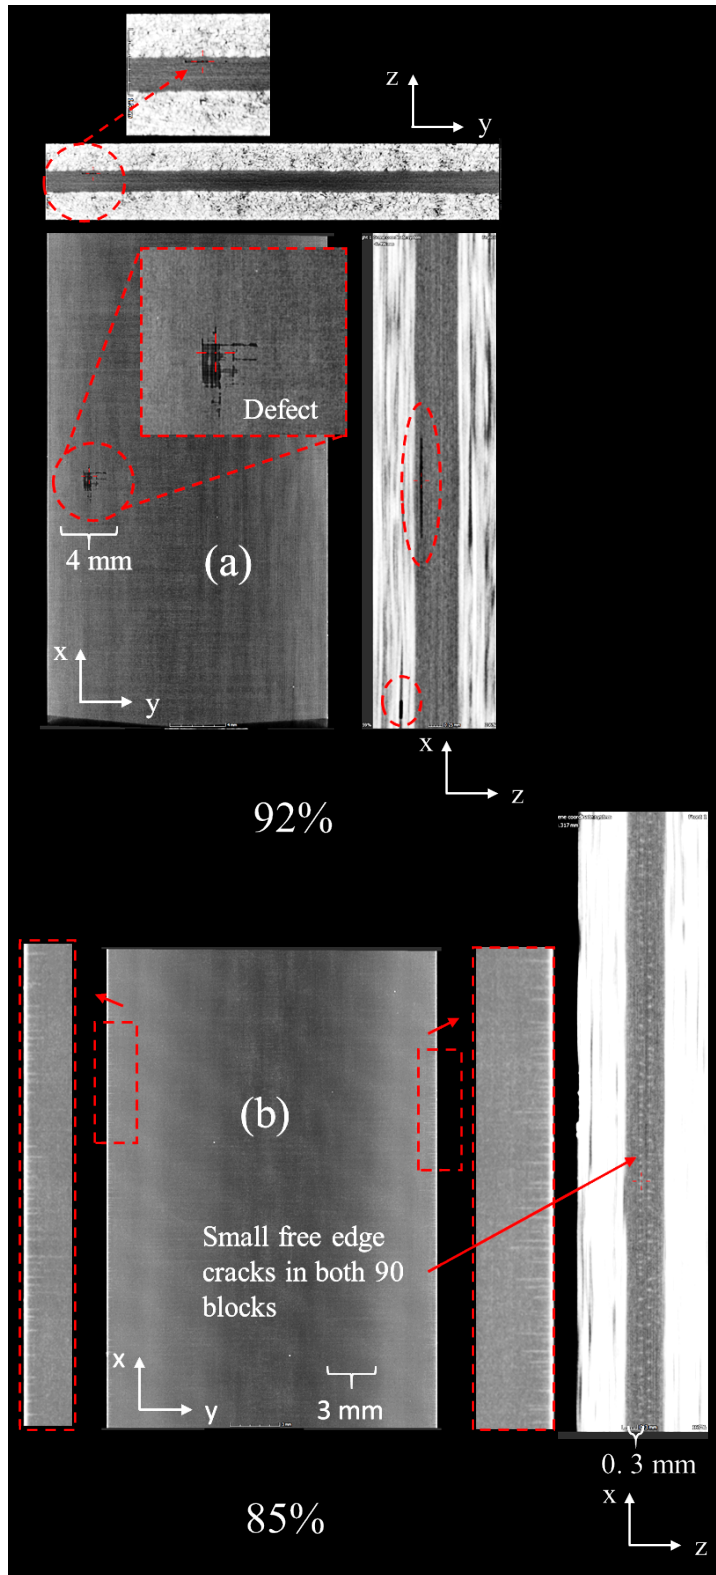 z
y
Defect
4 mm
(a)
x
y
x
z
92%
(b)
Small free edge
cracks in both 90
blocks
x
y
3 mm
0. 3 mm
x
z
85%